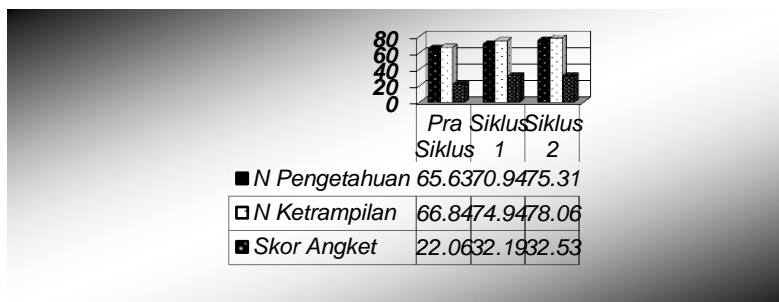 80
60
40
20
0
Pra Siklus Siklus
Siklus 1 2
N Pengetahuan 65.63 70.94 75.31
N Ketrampilan 66.84 74.94 78.06
Skor Angket 22.06 32.19 32.53